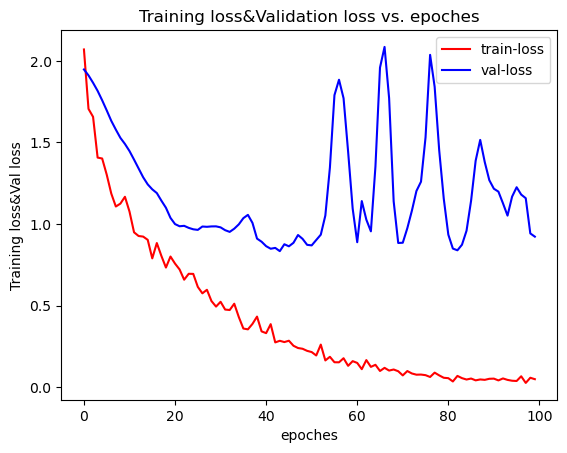 Training loss&Validation loss vs. epoches
train-loss
val-loss
Training loss&Val loss
2.0
1.5
1.0
0.5
0.0
0 20 40 60 80 100
epoches